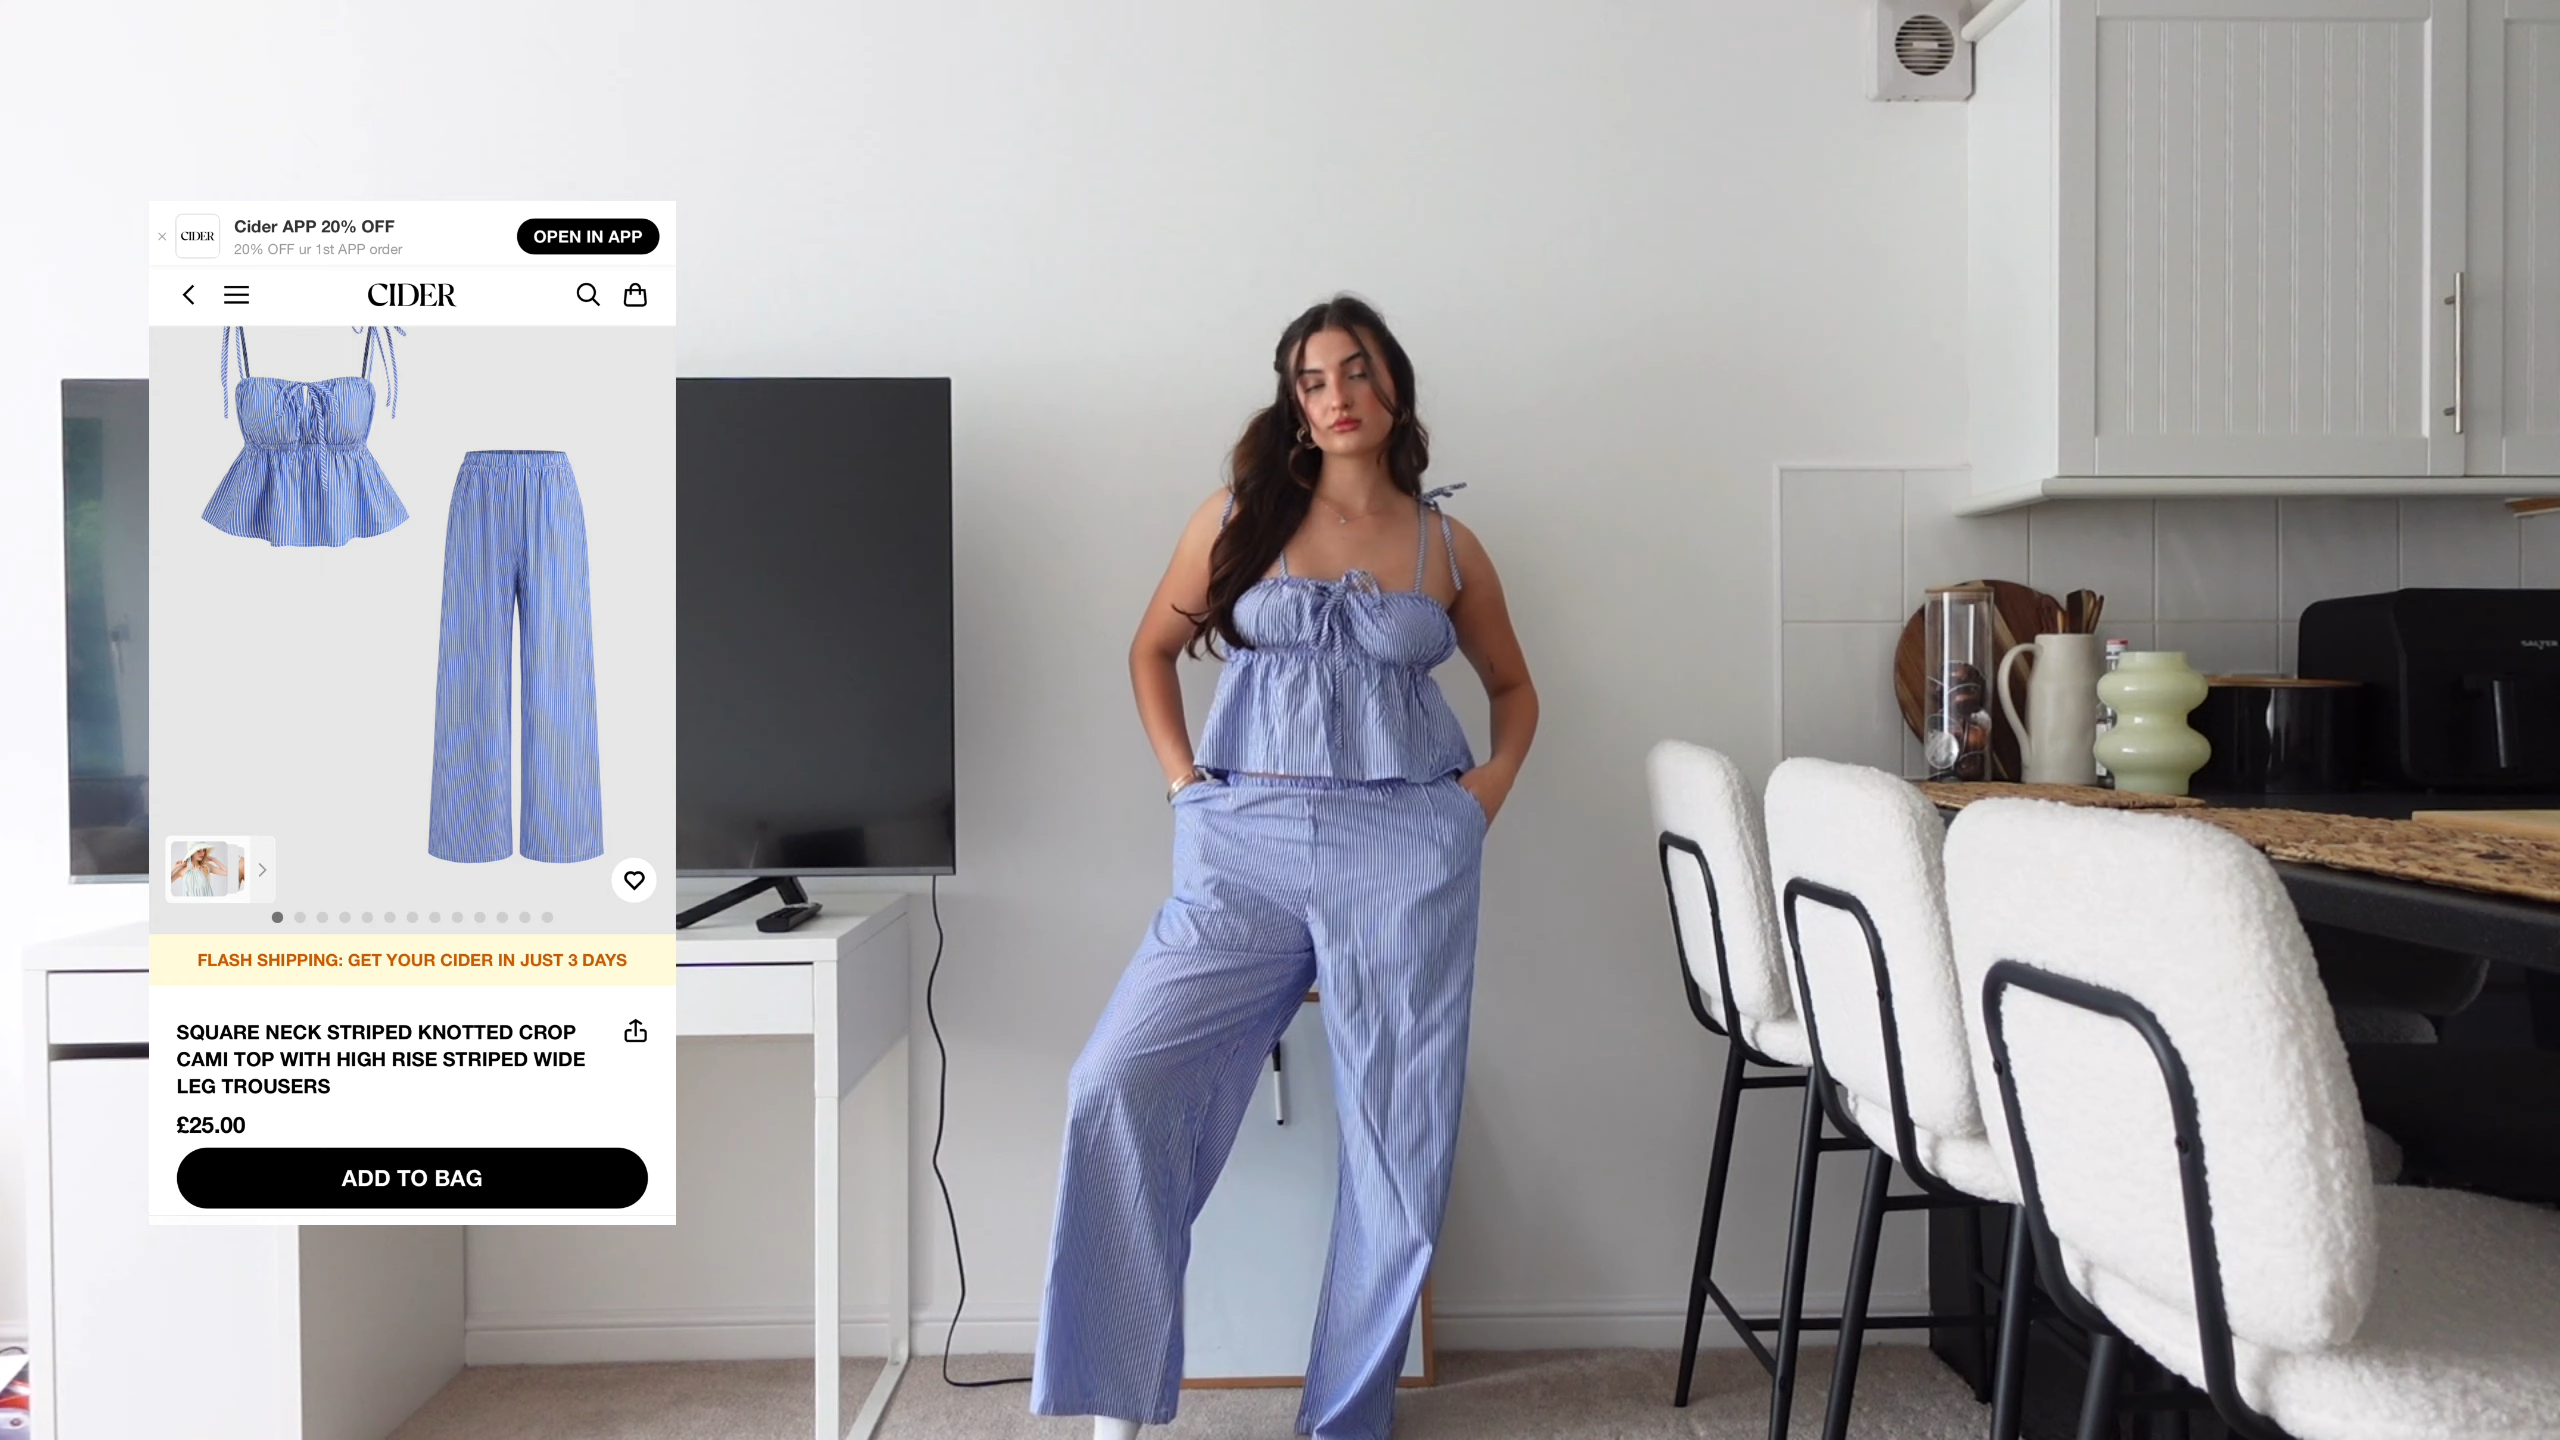 Cider APP 20% OFF
CIDER
20% OFF ur 1st APP order
OPEN IN APP
CIDER
FLASH SHIPPING: GET YOUR CIDER IN JUST 3 DAYS
SQUARE NECK STRIPED KNOTTED CROP
CAMI TOP WITH HIGH RISE STRIPED WIDE
LEG TROUSERS
£25.00
ADD TO BAG
SALTER